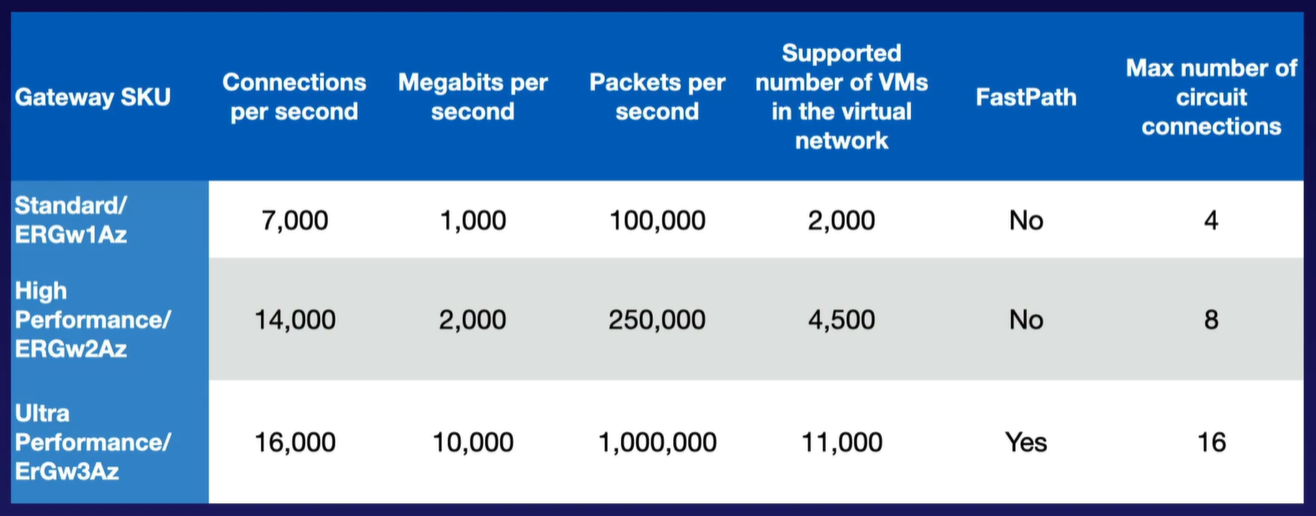 Gateway SKU
Connections
per second
Megabits per
second
Packets per
second
Supported
number of VMs
in the virtual
network
FastPath
Max number of
circuit
connections
Standard/
ERGw1Az
7,000
1,000
100,000
2,000
No
4
High
Performance/
ERGw2Az
14,000
2,000
250,000
4,500
No
8
Ultra
Performance/
ErGw3Az
16,000
10,000
1,000,000
11,000
Yes
16